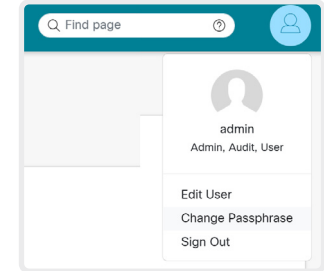 Find page
admin
Admin, Audit, User
Edit User
Change Passphrase
Sign Out